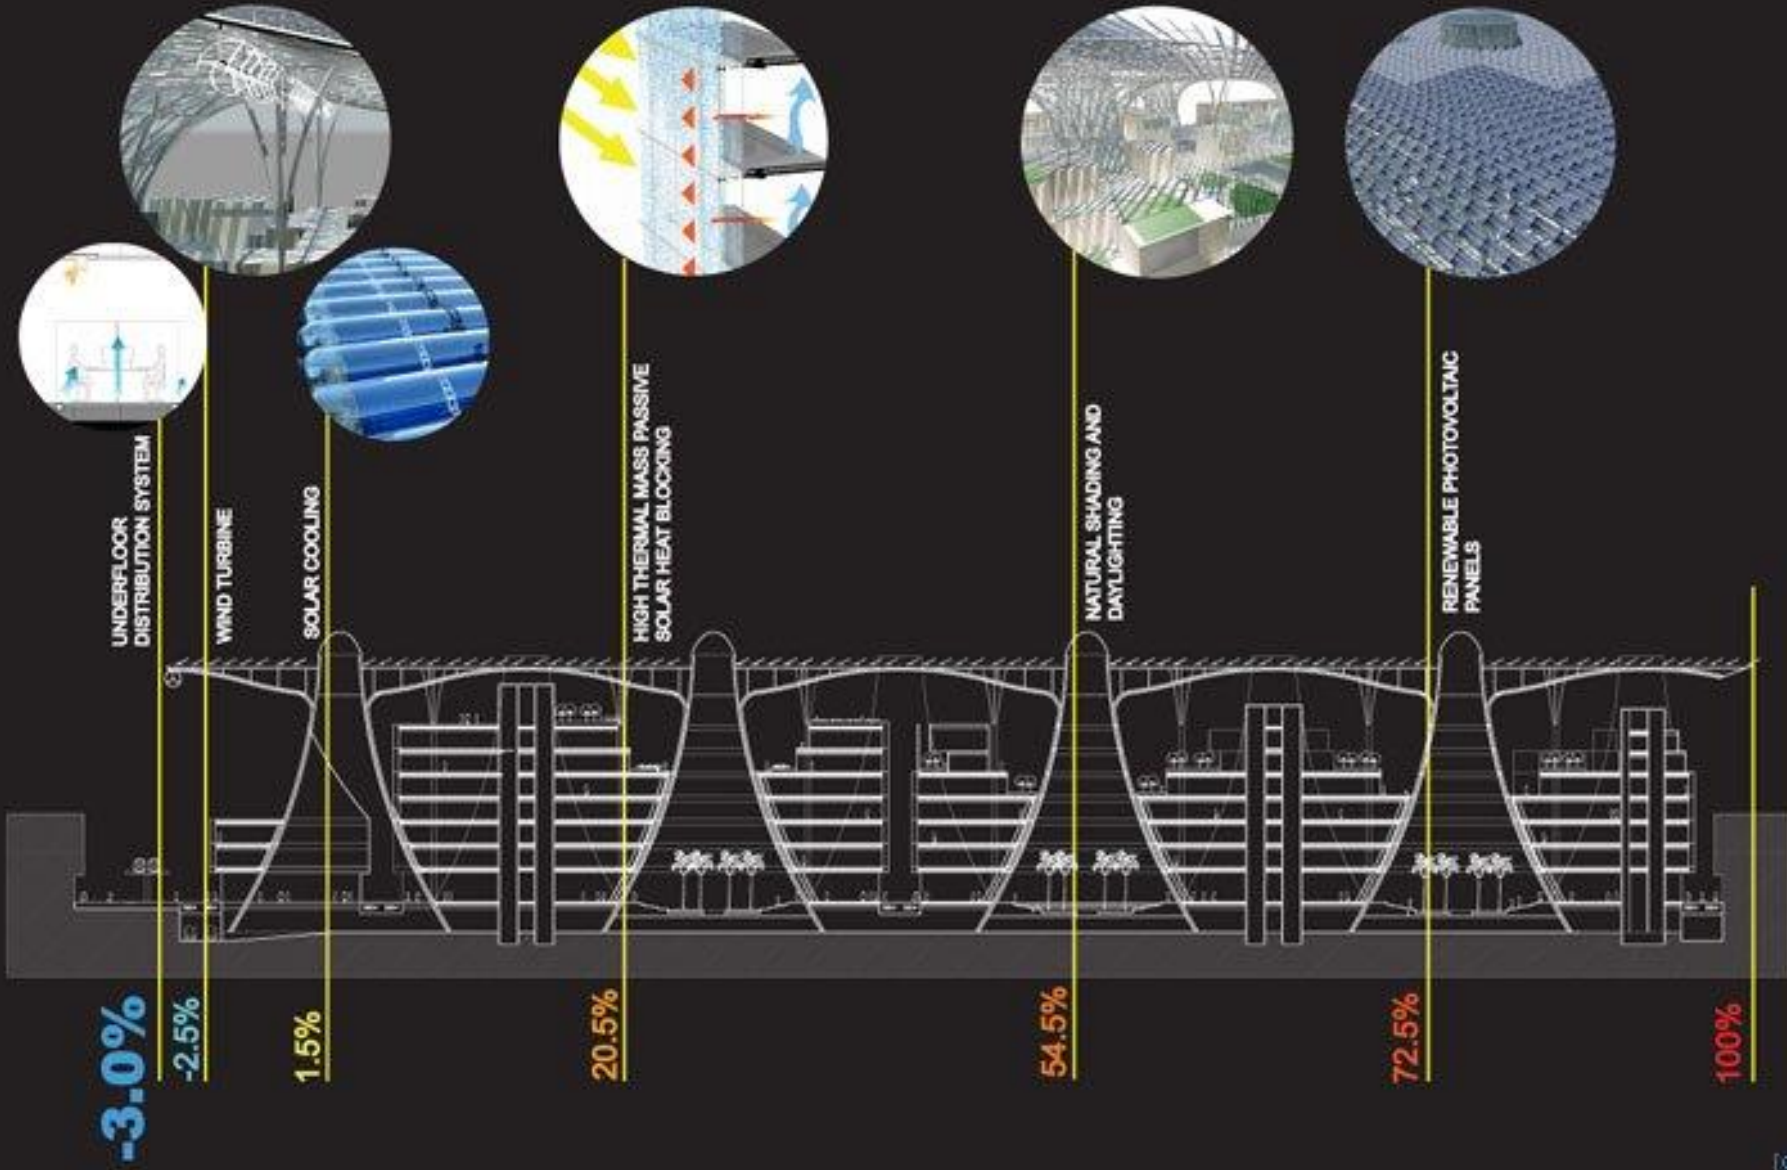 UNDERFLOOR
DISTRIBUTION SYSTEM
WIND TURBINE
SOLAR COOLING
HIGH THERMAL MASS PASSIVE
SOLAR HEAT BLOCKING
NATURAL SHADING AND
DAYLIGHTING
RENEWABLE PHOTOVOLTAIC
PANELS
-3.0%
-2.5%
1.5%
20.5%
54.5%
72.5%
100%